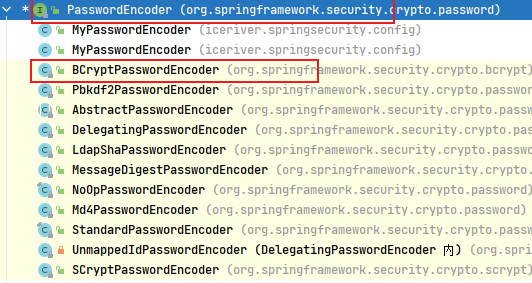 * PasswordEncoder (org.springframework.security.crypto.password)
MyPasswordEncoder (iceriver.springsecurity.config)
MyPasswordEncoder (iceriver.springsecurity.config)
BCryptPasswordEncoder (org.springframework.security.crypto.bcrypt)
Pbkdf2PasswordEncoder (org.springframework.security.crypto.passwor
AbstractPasswordEncoder (org.springframework.security.crypto.passw
DelegatingPasswordEncoder (org.springframework.security.crypto.pas
LdapShaPasswordEncoder (org.springframework.security.crypto.passwo
MessageDigestPasswordEncoder (org.springframework.security.crypto.
NoOpPasswordEncoder (org.springframework.security.crypto.password)
Md4PasswordEncoder (org.springframework.security.crypto.password)
StandardPasswordEncoder (org.springframework.security.crypto.passw
UnmappedIdPasswordEncoder (DelegatingPasswordEncoder 内) (org.sprin
SCryptPasswordEncoder (org.springframework.security.crypto.scrypt)